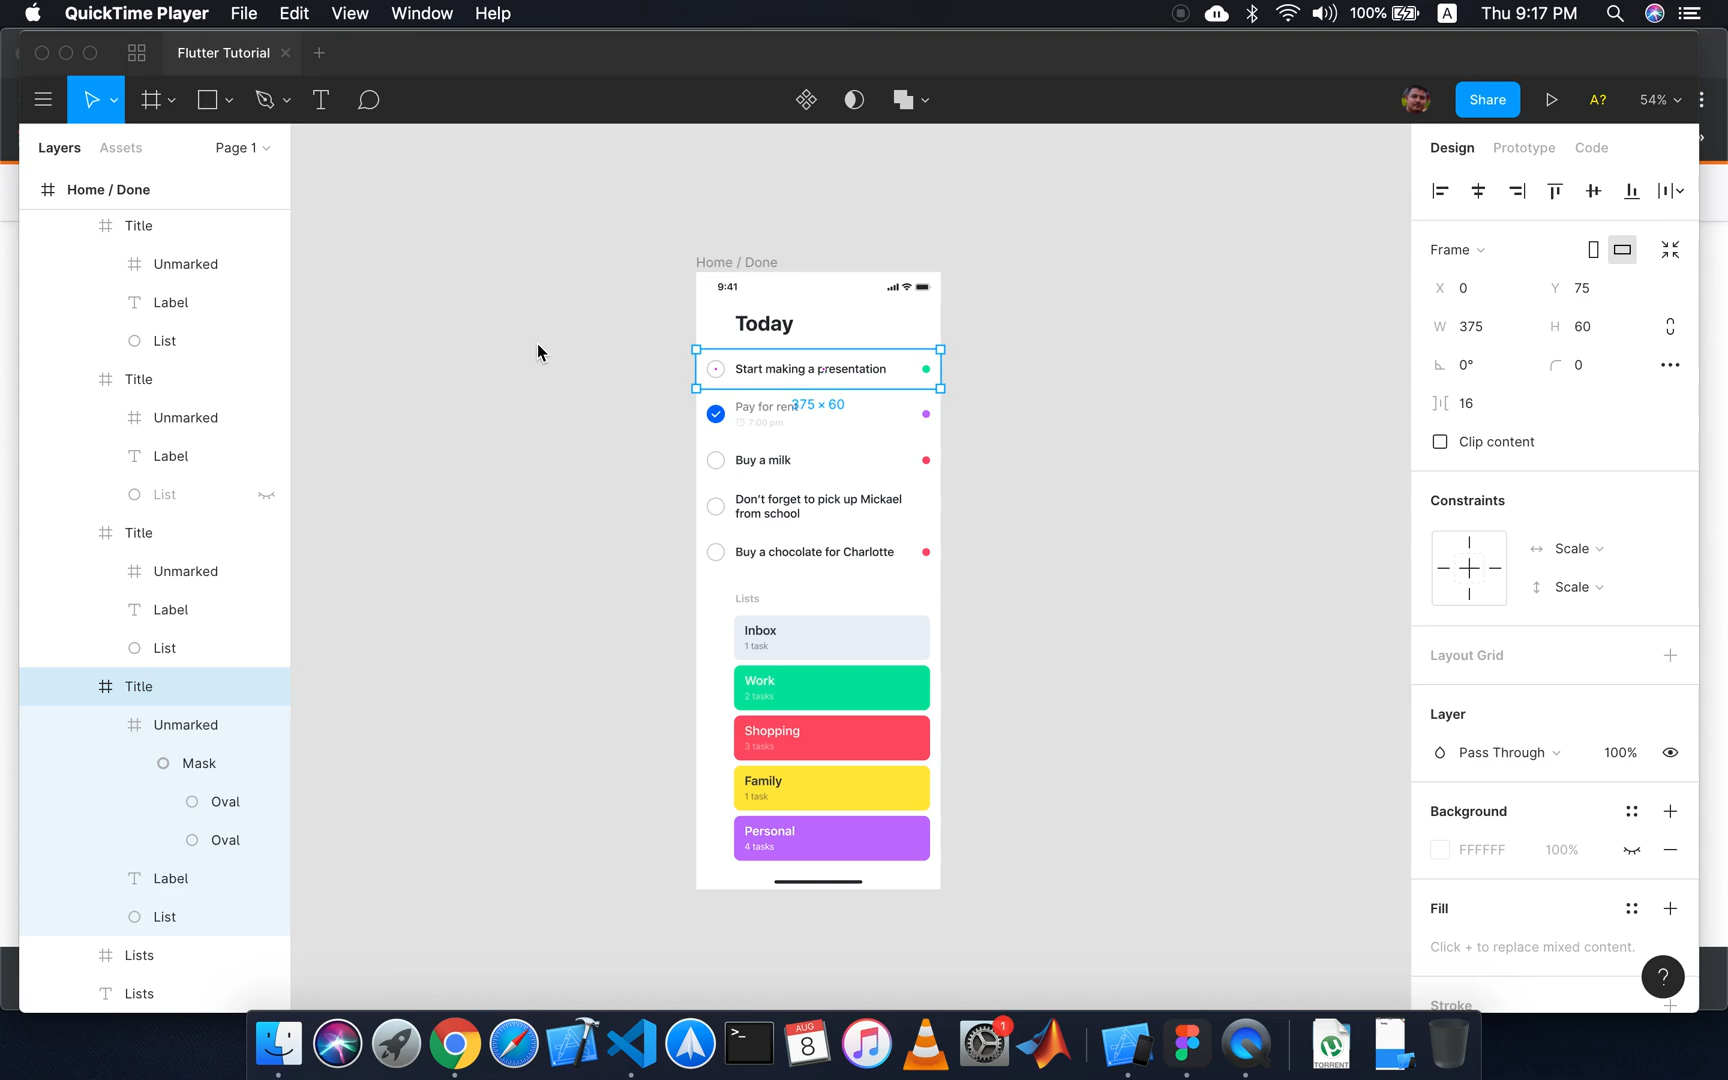 QuickTime Player File Edit View Window Help 100% A Thu 9:17 PM
Flutter Tutorial
Share A? 54%
Layers Assets Page 1
Home / Done
Title
Unmarked
Label
List
Title
Unmarked
Label
List
Title
Unmarked
Label
List
Title
Unmarked
Mask
Oval
Oval
Label
List
Lists
Lists
Home / Done
9:41
Today
Start making a presentation
Pay for rent
375 × 60
7:00 pm
Buy a milk
Don't forget to pick up Mickael
from school
Buy a chocolate for Charlotte
Lists
Inbox
1 task
Work
2 tasks
Shopping
3 tasks
Family
1 task
Personal
4 tasks
Design Prototype Code
Frame
X 0 Y 75
W 375 H 60
0° 0
16
Clip content
Constraints
Scale
Scale
Layout Grid
Layer
Pass Through 100%
Background
FFFFFF 100%
Fill
Click + to replace mixed content.
Stroke
?
AUG
8
1
TORRENT